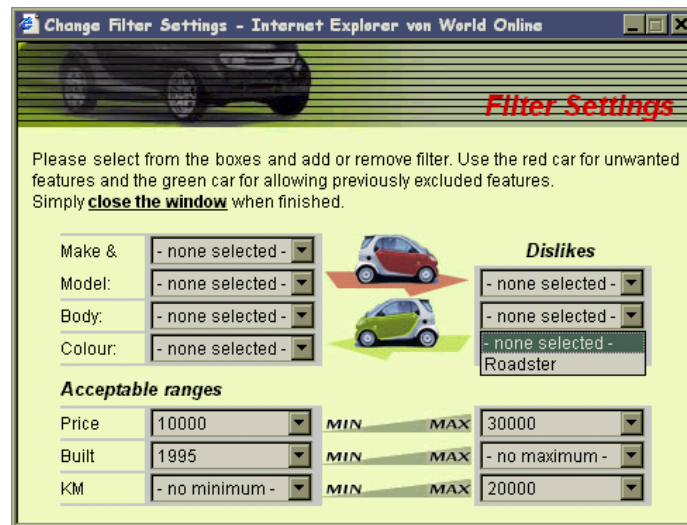 Change Filter Settings - Internet Explorer von World Online
Filter Settings
Please select from the boxes and add or remove filter. Use the red car for unwanted
features and the green car for allowing previously excluded features.
Simply close the window when finished.
Make & - none selected - Dislikes
Model: - none selected - - none selected -
Body: - none selected - - none selected -
Colour: - none selected - - none selected -
Roadster
Acceptable ranges
Price 10000 MIN MAX 30000
Built 1995 MIN MAX - no maximum -
KM - no minimum - MIN MAX 20000